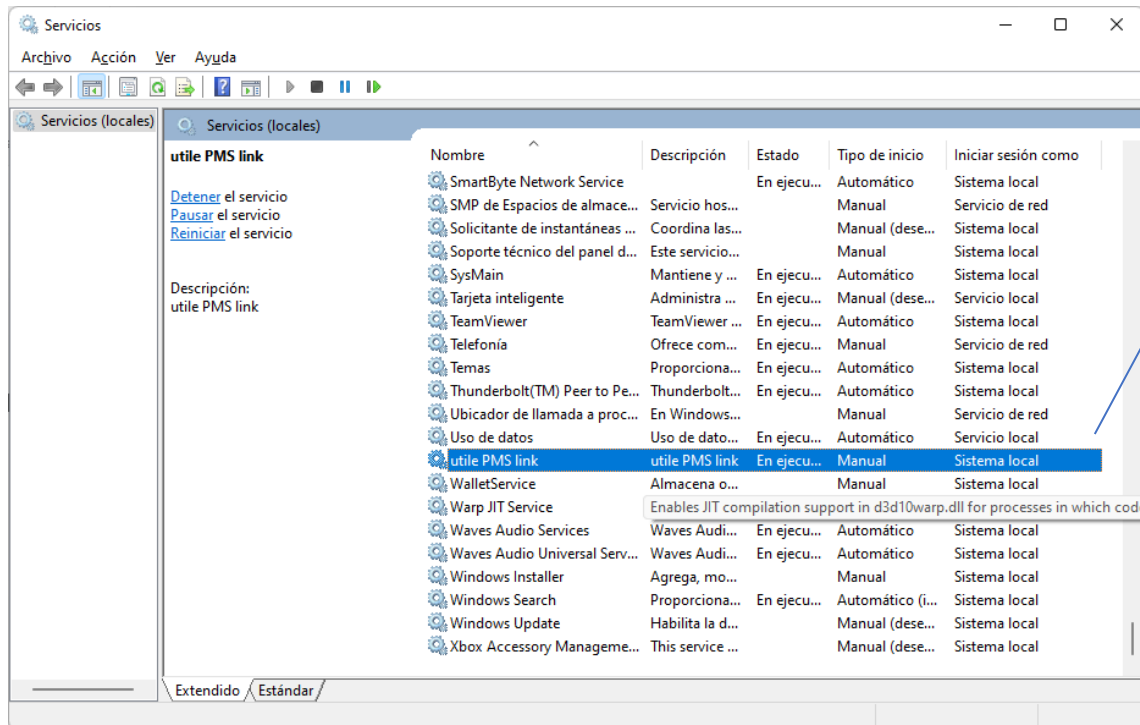 Servicios
Archivo Acción Ver Ayuda
Servicios (locales)
Servicios (locales)
utile PMS link
Detener el servicio
Pausar el servicio
Reiniciar el servicio
Descripción:
utile PMS link
Nombre Descripción Estado Tipo de inicio Iniciar sesión como
SmartByte Network Service En ejecu... Automático Sistema local
SMP de Espacios de almace... Servicio hos... Manual Servicio de red
Solicitante de instantáneas ... Coordina las... Manual (dese... Sistema local
Soporte técnico del panel d... Este servicio... Manual Sistema local
SysMain Mantiene y ... En ejecu... Automático Sistema local
Tarjeta inteligente Administra ... En ejecu... Manual (dese... Servicio local
TeamViewer TeamViewer ... En ejecu... Automático Sistema local
Telefonía Ofrece com... En ejecu... Manual Servicio de red
Temas Proporciona... En ejecu... Automático Sistema local
Thunderbolt(TM) Peer to Pe... Thunderbolt... En ejecu... Automático Sistema local
Ubicador de llamada a proc... En Windows... Manual Servicio de red
Uso de datos Uso de dato... En ejecu... Automático Servicio local
utile PMS link utile PMS link En ejecu... Manual Sistema local
WalletService Almacena o... Manual Sistema local
Warp JIT Service Enables JIT compilation support in d3d10warp.dll for processes in which cod
Waves Audio Services Waves Audi... En ejecu... Automático Sistema local
Waves Audio Universal Serv... Waves Audi... En ejecu... Automático Sistema local
Windows Installer Agrega, mo... Manual Sistema local
Windows Search Proporciona... En ejecu... Automático (i... Sistema local
Windows Update Habilita la d... Manual (dese... Sistema local
Xbox Accessory Manageme... This service ... Manual (dese... Sistema local
Extendido Estándar